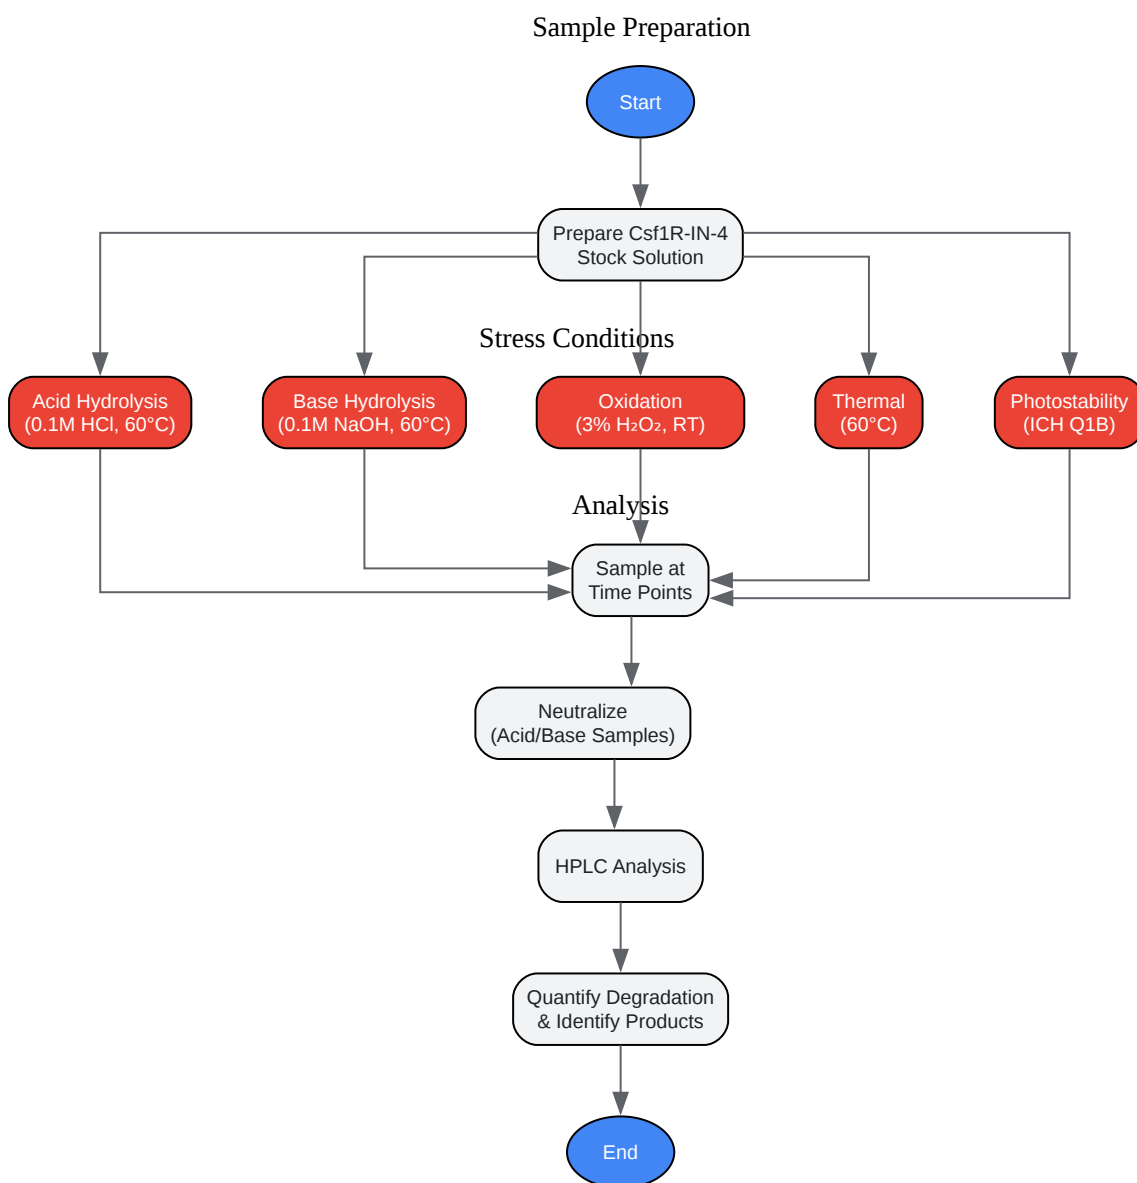 Sample Preparation
Start
Prepare Csf1R-IN-4
Stock Solution
Stress Conditions
Acid Hydrolysis
(0.1M HCl, 60°C)
Base Hydrolysis
(0.1M NaOH, 60°C)
Oxidation
(3% H₂O₂, RT)
Thermal
(60°C)
Photostability
(ICH Q1B)
Analysis
Sample at
Time Points
Neutralize
(Acid/Base Samples)
HPLC Analysis
Quantify Degradation
& Identify Products
End